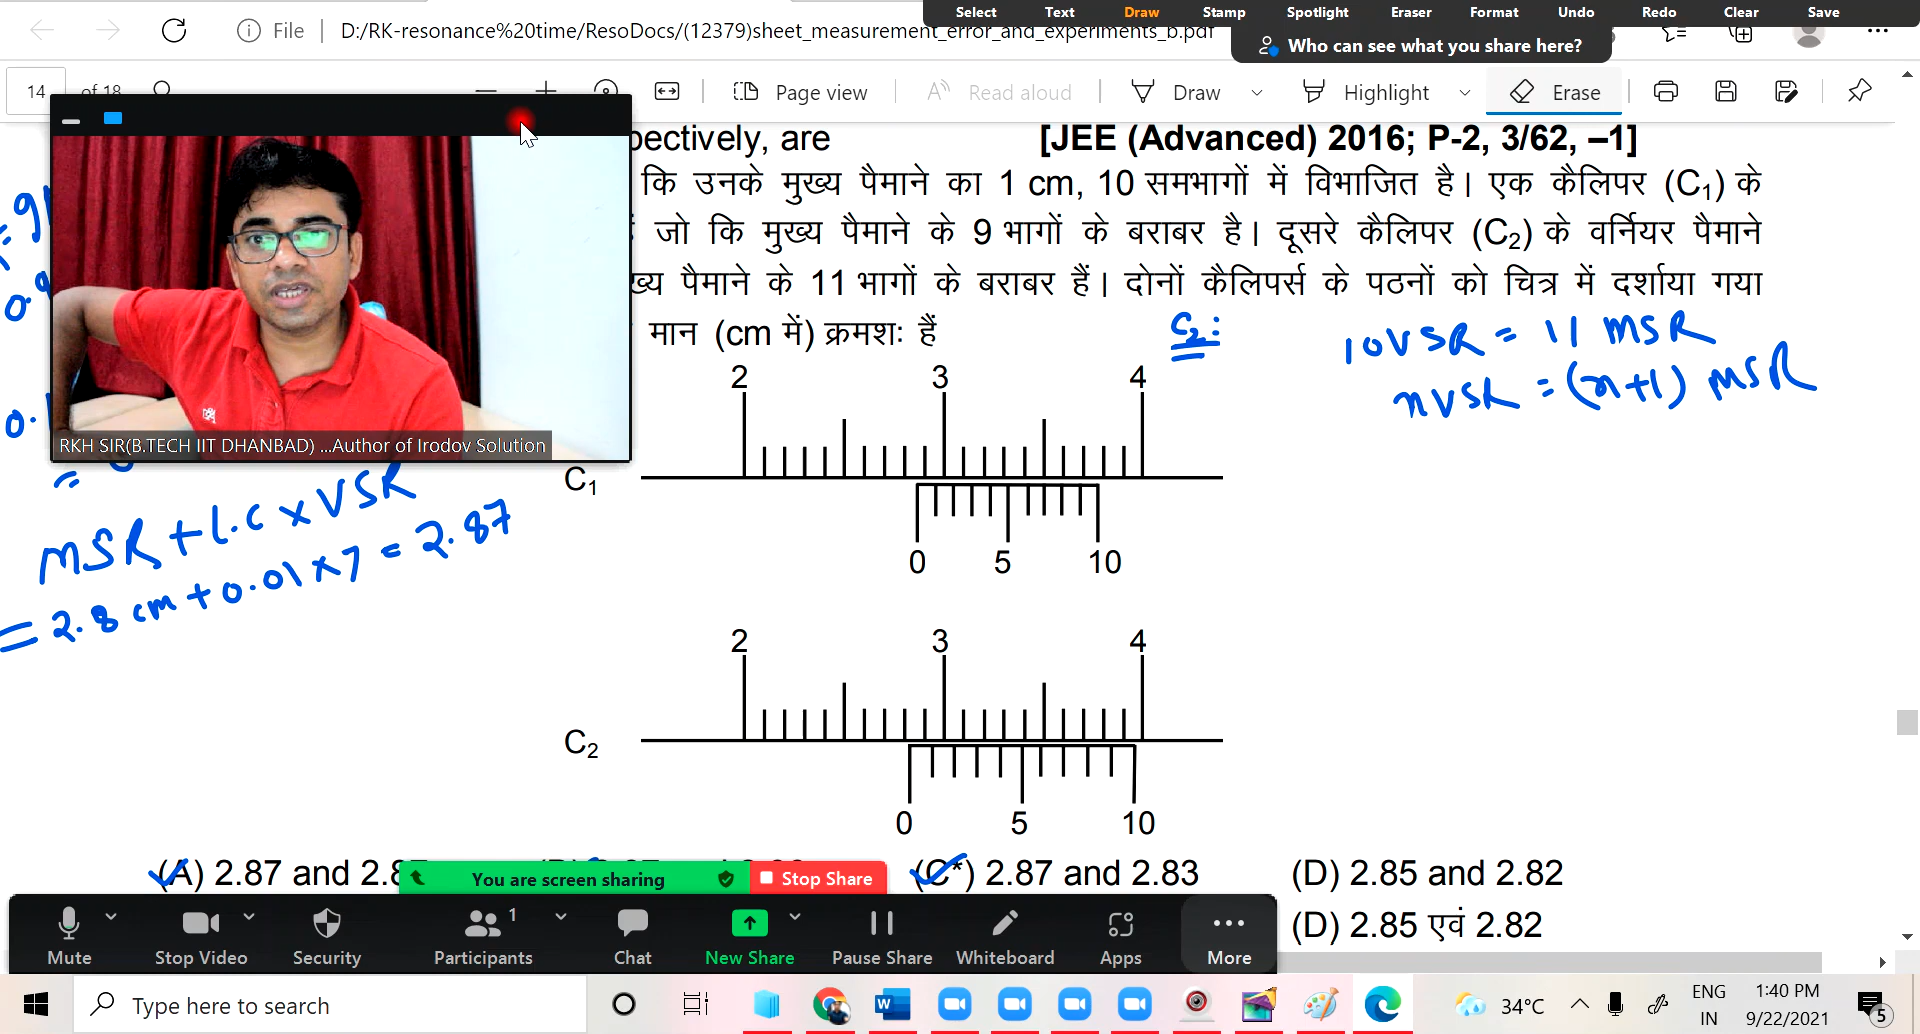 Select Text Draw Stamp Spotlight Eraser Format Undo Redo Clear Save
File D:/RK-resonance%20time/ResoDocs/(12379)sheet_measurement_error_and_experiments_b.pdf
Who can see what you share here?
14 of 18 Page view Read aloud Draw Highlight Erase
pectively, are [JEE (Advanced) 2016; P-2, 3/62, –1]
कि उनके मुख्य पैमाने का 1 cm, 10 समभागों में विभाजित है। एक कैलिपर (C1) के
जो कि मुख्य पैमाने के 9 भागों के बराबर है। दूसरे कैलिपर (C2) के वर्नियर पैमाने
ख्य पैमाने के 11 भागों के बराबर हैं। दोनों कैलिपर्स के पठनों को चित्र में दर्शाया गया
मान (cm में) क्रमशः हैं
C2:
10VSR = 11 MSR
nVSR = (n+1) MSR
RKH SIR(B.TECH IIT DHANBAD) ...Author of Irodov Solution
MSR + L.C × VSR
= 2.8 cm + 0.01 × 7 = 2.87
2 3 4
C1
0 5 10
2 3 4
C2
0 5 10
(A) 2.87 and 2.8
(C*) 2.87 and 2.83
(D) 2.85 and 2.82
You are screen sharing Stop Share
(D) 2.85 एवं 2.82
1
Mute Stop Video Security Participants Chat New Share Pause Share Whiteboard Apps More
Type here to search
34°C
ENG
IN
1:40 PM
9/22/2021
5